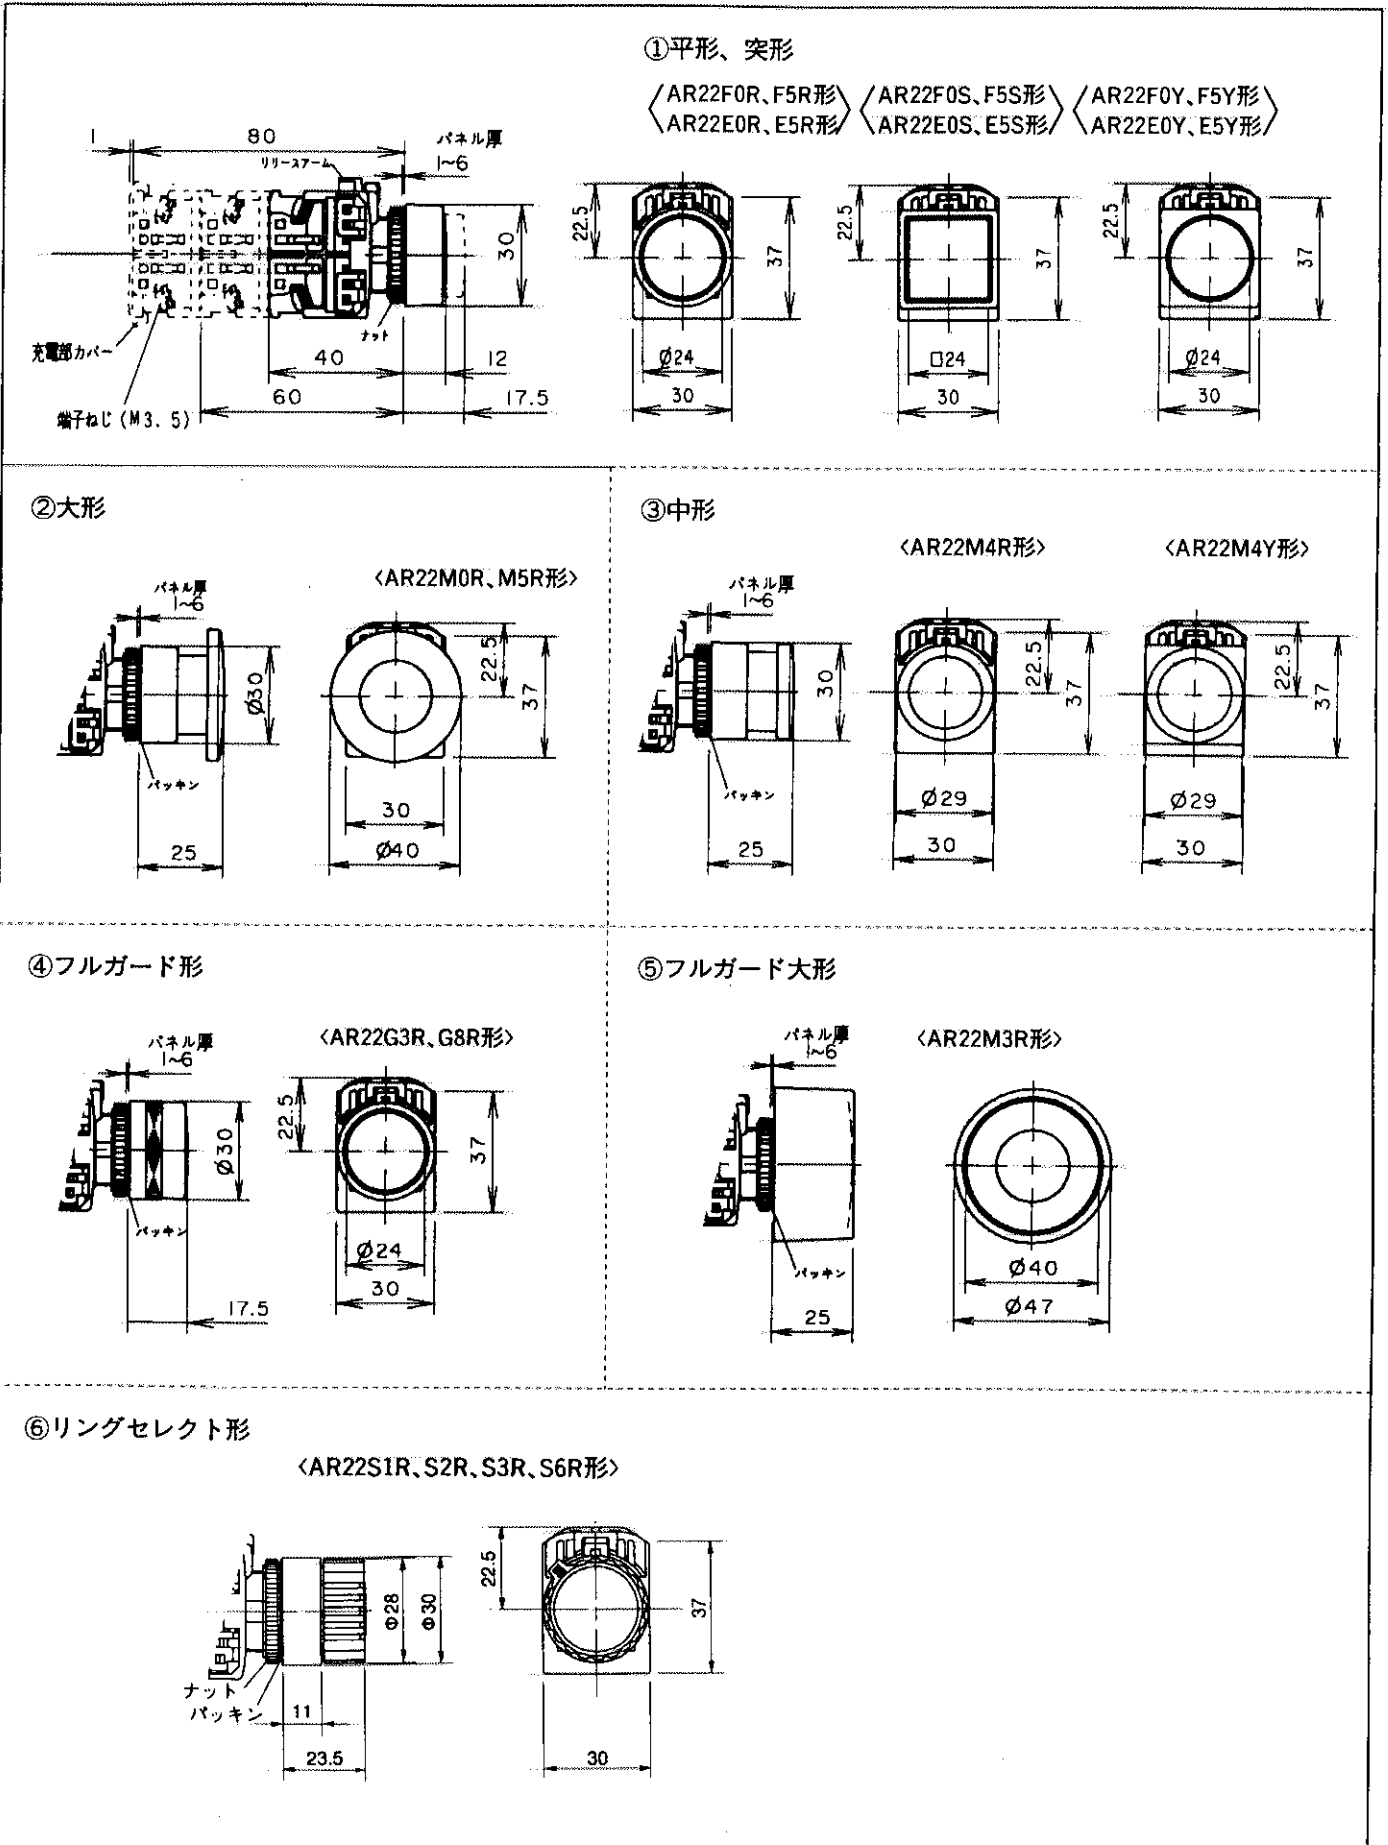 ①平形、突形
〈AR22F0R、F5R形〉〈AR22F0S、F5S形〉〈AR22F0Y、F5Y形〉
〈AR22E0R、E5R形〉〈AR22E0S、E5S形〉〈AR22E0Y、E5Y形〉
1
80
パネル厚
1~6
リリースアーム
30
ナット
充電部カバー
端子ねじ(M3.5)
40
12
60
17.5
22.5
37
Ø24
30
22.5
37
□24
30
22.5
37
Ø24
30
②大形
〈AR22M0R、M5R形〉
パネル厚
1~6
Ø30
パッキン
25
22.5
37
30
Ø40
③中形
〈AR22M4R形〉
〈AR22M4Y形〉
パネル厚
1~6
30
パッキン
25
22.5
37
Ø29
30
22.5
37
Ø29
30
④フルガード形
〈AR22G3R、G8R形〉
パネル厚
1~6
Ø30
パッキン
17.5
22.5
37
Ø24
30
⑤フルガード大形
〈AR22M3R形〉
パネル厚
1~6
パッキン
25
Ø40
Ø47
⑥リングセレクト形
〈AR22S1R、S2R、S3R、S6R形〉
Φ28
Φ30
ナット
パッキン
11
23.5
22.5
37
30